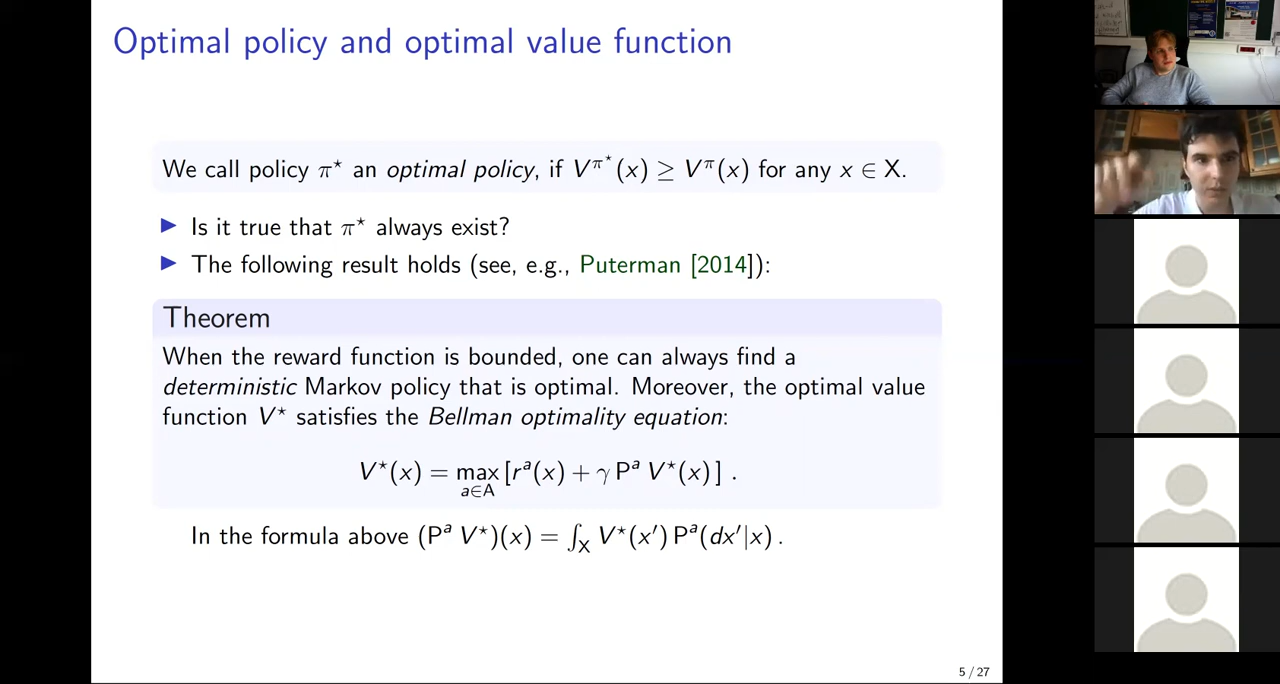 Optimal policy and optimal value function
We call policy π⋆ an optimal policy, if V^{π⋆}(x) ≥ V^π(x) for any x ∈ X.
▶ Is it true that π⋆ always exist?
▶ The following result holds (see, e.g., Puterman [2014]):
Theorem
When the reward function is bounded, one can always find a
deterministic Markov policy that is optimal. Moreover, the optimal value
function V⋆ satisfies the Bellman optimality equation:
V⋆(x) = max_{a∈A} [r^a(x) + γ P^a V⋆(x)] .
In the formula above (P^a V⋆)(x) = ∫_X V⋆(x′) P^a(dx′|x) .
5 / 27